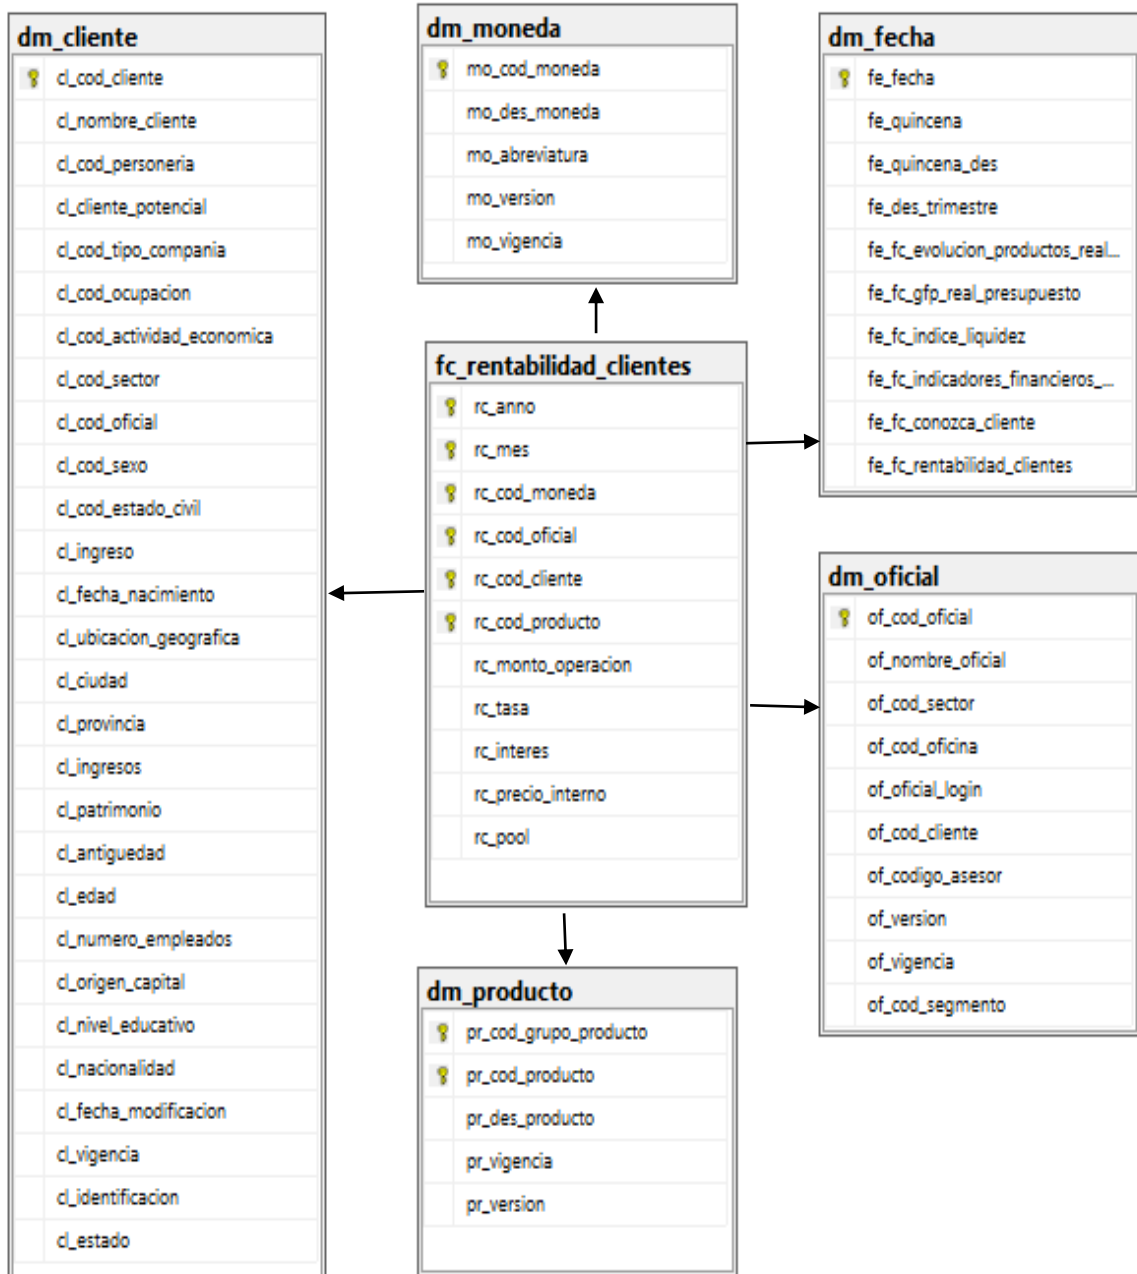 dm_cliente
cl_cod_cliente
cl_nombre_cliente
cl_cod_personeria
cl_cliente_potencial
cl_cod_tipo_compania
cl_cod_ocupacion
cl_cod_actividad_economica
cl_cod_sector
cl_cod_oficial
cl_cod_sexo
cl_cod_estado_civil
cl_ingreso
cl_fecha_nacimiento
cl_ubicacion_geografica
cl_ciudad
cl_provincia
cl_ingresos
cl_patrimonio
cl_antiguedad
cl_edad
cl_numero_empleados
cl_origen_capital
cl_nivel_educativo
cl_nacionalidad
cl_fecha_modificacion
cl_vigencia
cl_identificacion
cl_estado
dm_moneda
mo_cod_moneda
mo_des_moneda
mo_abreviatura
mo_version
mo_vigencia
fc_rentabilidad_clientes
rc_anno
rc_mes
rc_cod_moneda
rc_cod_oficial
rc_cod_cliente
rc_cod_producto
rc_monto_operacion
rc_tasa
rc_interes
rc_precio_interno
rc_pool
dm_producto
pr_cod_grupo_producto
pr_cod_producto
pr_des_producto
pr_vigencia
pr_version
dm_fecha
fe_fecha
fe_quincena
fe_quincena_des
fe_des_trimestre
fe_fc_evolucion_productos_real...
fe_fc_gfp_real_presupuesto
fe_fc_indice_liquidez
fe_fc_indicadores_financieros_...
fe_fc_conozca_cliente
fe_fc_rentabilidad_clientes
dm_oficial
of_cod_oficial
of_nombre_oficial
of_cod_sector
of_cod_oficina
of_oficial_login
of_cod_cliente
of_codigo_asesor
of_version
of_vigencia
of_cod_segmento